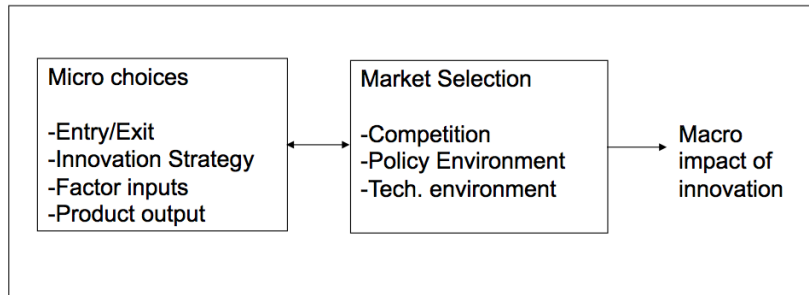 Micro choices
-Entry/Exit
-Innovation Strategy
-Factor inputs
-Product output
Market Selection
-Competition
-Policy Environment
-Tech. environment
Macro
impact of
innovation